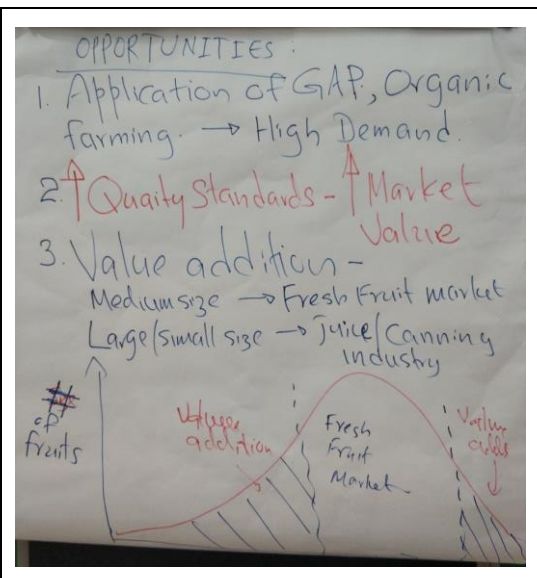 OPPORTUNITIES :
1. Application of GAP, Organic
farming. → High Demand.
2. ↑ Quaity Standards - ↑ Market
Value
3. Value addition -
Medium size → Fresh Fruit market
Large/small size → Juice/Canning
industry
#
of
fruits
Value
addition
Fresh
Fruit
Market
Value
adds